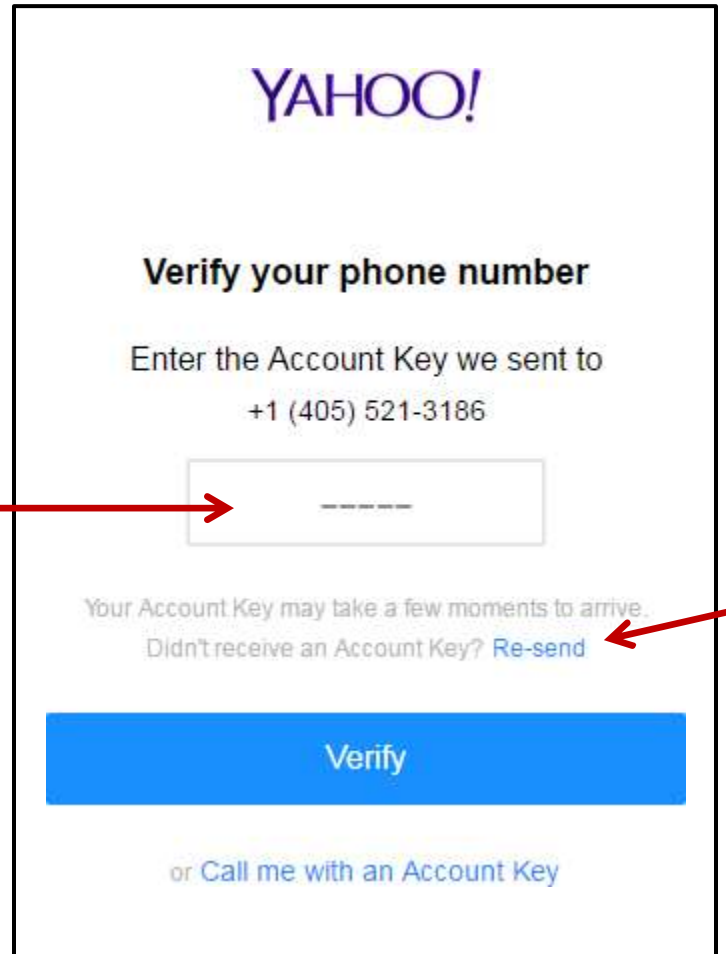 YAHOO!
Verify your phone number
Enter the Account Key we sent to
+1 (405) 521-3186
-----
Your Account Key may take a few moments to arrive.
Didn't receive an Account Key? Re-send
Verify
or Call me with an Account Key